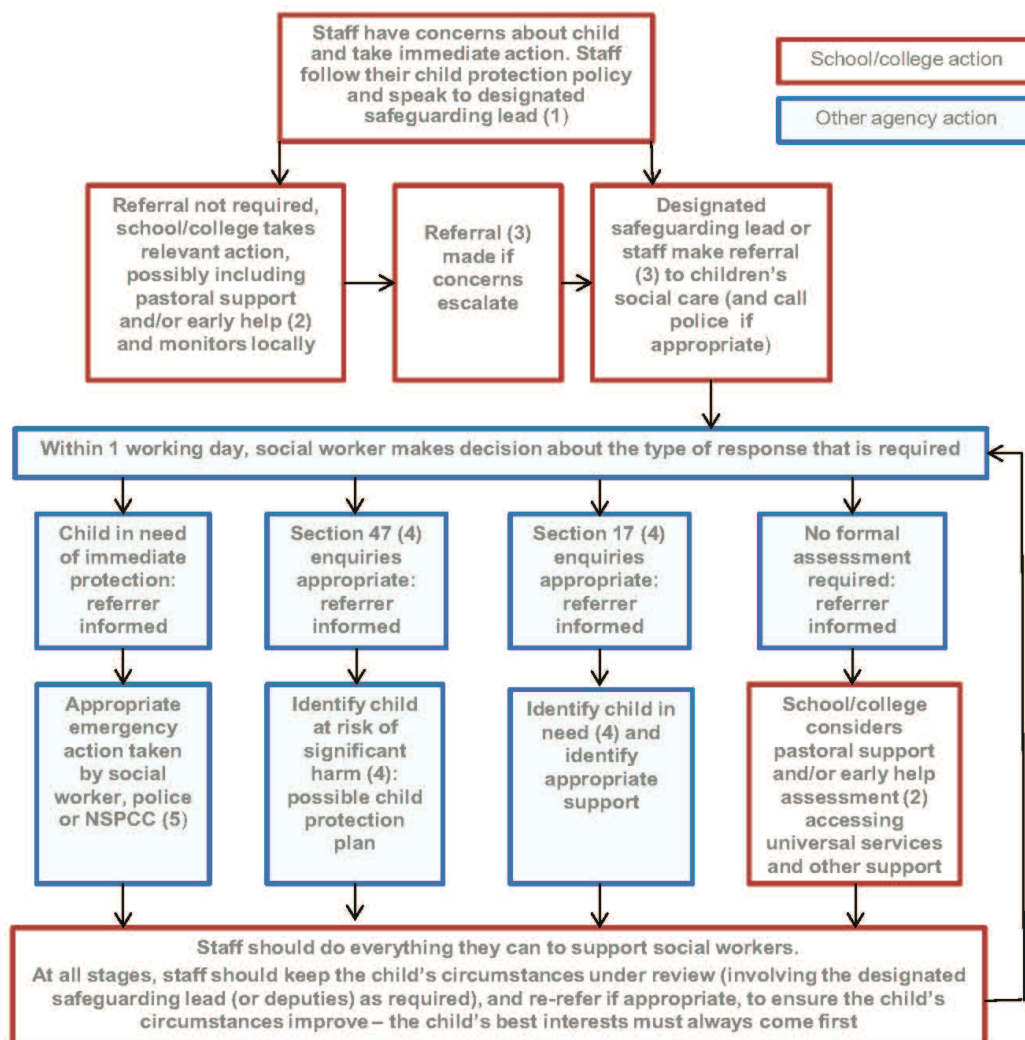 Staff have concerns about child
and take immediate action. Staff
follow their child protection policy
and speak to designated
safeguarding lead (1)
School/college action
Other agency action
Referral not required,
school/college takes
relevant action,
possibly including
pastoral support
and/or early help (2)
and monitors locally
Referral (3)
made if
concerns
escalate
Designated
safeguarding lead or
staff make referral
(3) to children's
social care (and call
police if
appropriate)
Within 1 working day, social worker makes decision about the type of response that is required
Child in need
of immediate
protection:
referrer
informed
Section 47 (4)
enquiries
appropriate:
referrer
informed
Section 17 (4)
enquiries
appropriate:
referrer
informed
No formal
assessment
required:
referrer
informed
Appropriate
emergency
action taken
by social
worker, police
or NSPCC (5)
Identify child
at risk of
significant
harm (4):
possible child
protection
plan
Identify child in
need (4) and
identify
appropriate
support
School/college
considers
pastoral support
and/or early help
assessment (2)
accessing
universal services
and other support
Staff should do everything they can to support social workers.
At all stages, staff should keep the child's circumstances under review (involving the designated
safeguarding lead (or deputies) as required), and re-refer if appropriate, to ensure the child's
circumstances improve – the child's best interests must always come first